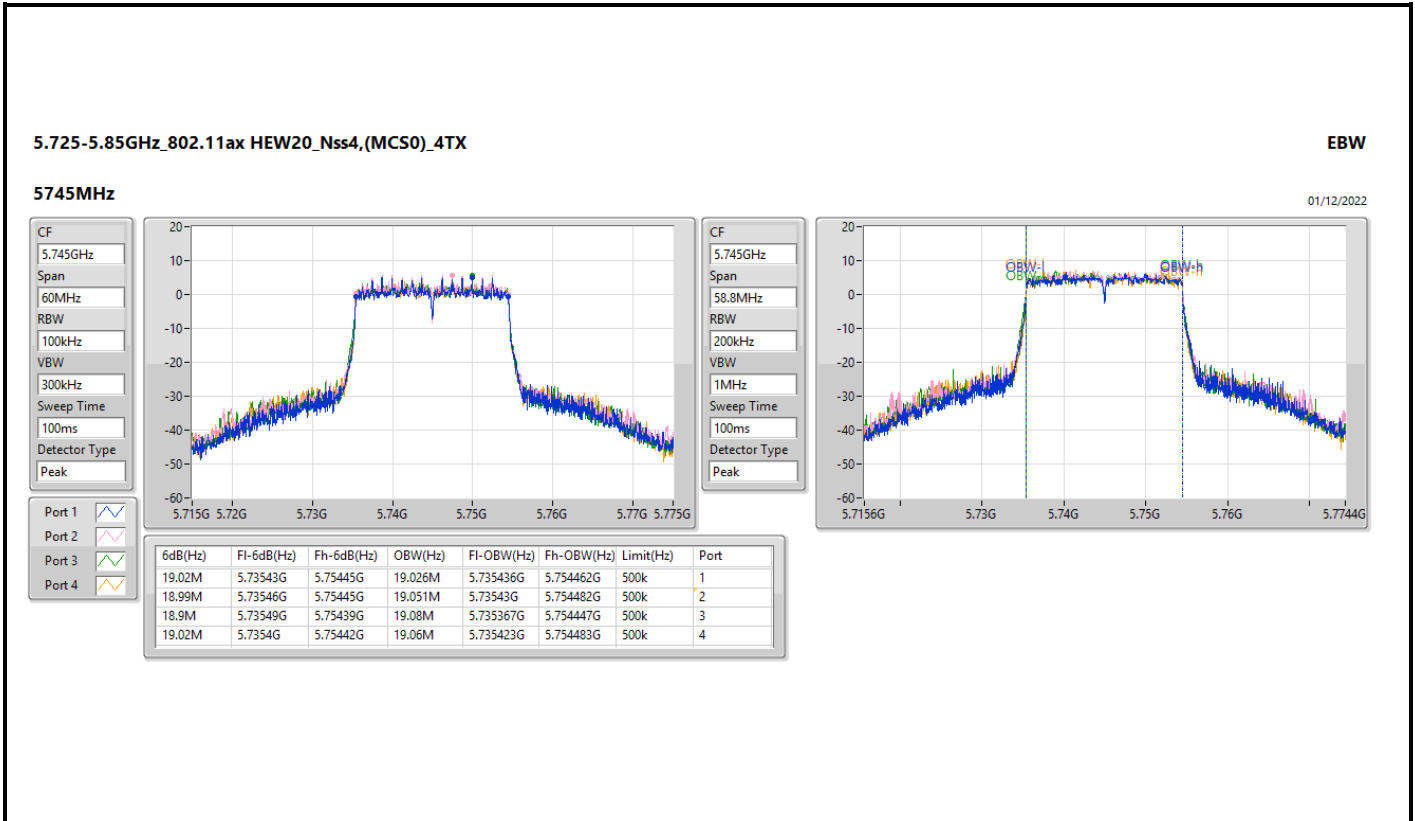 5.725-5.85GHz_802.11ax HEW20_Nss4,(MCS0)_4TX
EBW
5745MHz
01/12/2022
CF
5.745GHz
Span
60MHz
RBW
100kHz
VBW
300kHz
Sweep Time
100ms
Detector Type
Peak
20
10
0
-10
-20
-30
-40
-50
-60
5.715G 5.72G 5.73G 5.74G 5.75G 5.76G 5.77G 5.775G
CF
5.745GHz
Span
58.8MHz
RBW
200kHz
VBW
1MHz
Sweep Time
100ms
Detector Type
Peak
20
10
0
-10
-20
-30
-40
-50
-60
OBW-l OBW-h
5.7156G 5.73G 5.74G 5.75G 5.76G 5.7744G
Port 1
Port 2
Port 3
Port 4
6dB(Hz) Fl-6dB(Hz) Fh-6dB(Hz) OBW(Hz) Fl-OBW(Hz) Fh-OBW(Hz) Limit(Hz) Port
19.02M 5.73543G 5.75445G 19.026M 5.735436G 5.754462G 500k 1
18.99M 5.73546G 5.75445G 19.051M 5.73543G 5.754482G 500k 2
18.9M 5.73549G 5.75439G 19.08M 5.735367G 5.754447G 500k 3
19.02M 5.7354G 5.75442G 19.06M 5.735423G 5.754483G 500k 4